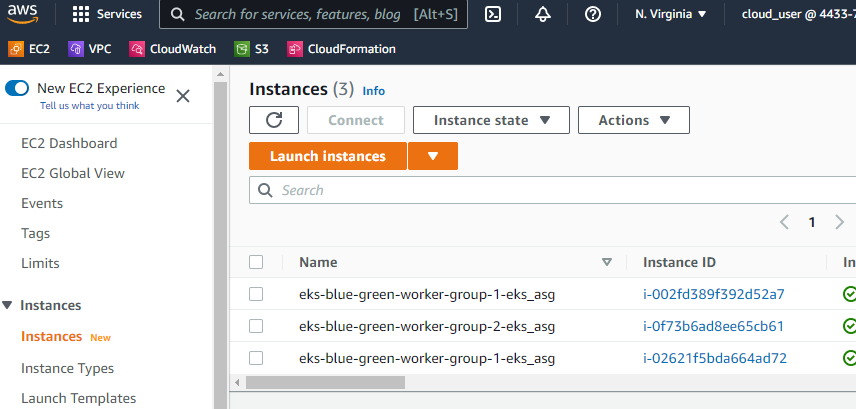 aws Services Search for services, features, blog [Alt+S] N. Virginia cloud_user @ 4433-7
EC2 VPC CloudWatch S3 CloudFormation
New EC2 Experience
Tell us what you think
EC2 Dashboard
EC2 Global View
Events
Tags
Limits
Instances
Instances New
Instance Types
Launch Templates
Instances (3) Info
Connect Instance state Actions
Launch instances
Search
1
Name Instance ID In
eks-blue-green-worker-group-1-eks_asg i-002fd389f392d52a7
eks-blue-green-worker-group-2-eks_asg i-0f73b6ad8ee65cb61
eks-blue-green-worker-group-1-eks_asg i-02621f5bda664ad72